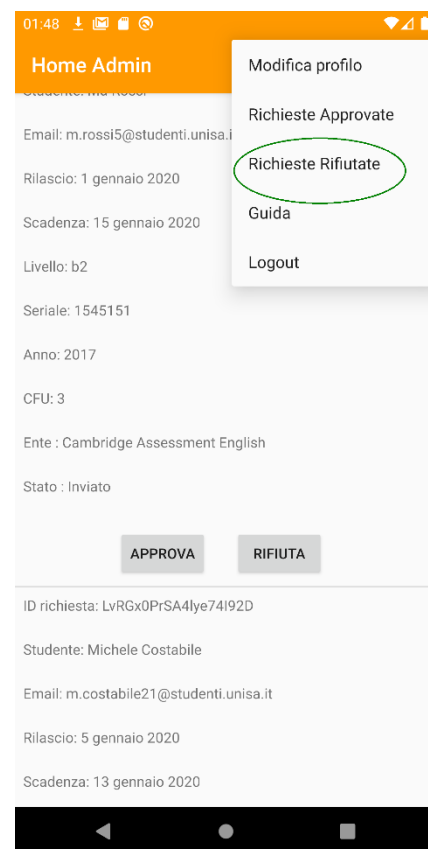 01:48
Home Admin
Modifica profilo
Richieste Approvate
Richieste Rifiutate
Guida
Logout
Email: m.rossi5@studenti.unisa.i
Rilascio: 1 gennaio 2020
Scadenza: 15 gennaio 2020
Livello: b2
Seriale: 1545151
Anno: 2017
CFU: 3
Ente : Cambridge Assessment English
Stato : Inviato
APPROVA RIFIUTA
ID richiesta: LvRGx0PrSA4lye74I92D
Studente: Michele Costabile
Email: m.costabile21@studenti.unisa.it
Rilascio: 5 gennaio 2020
Scadenza: 13 gennaio 2020